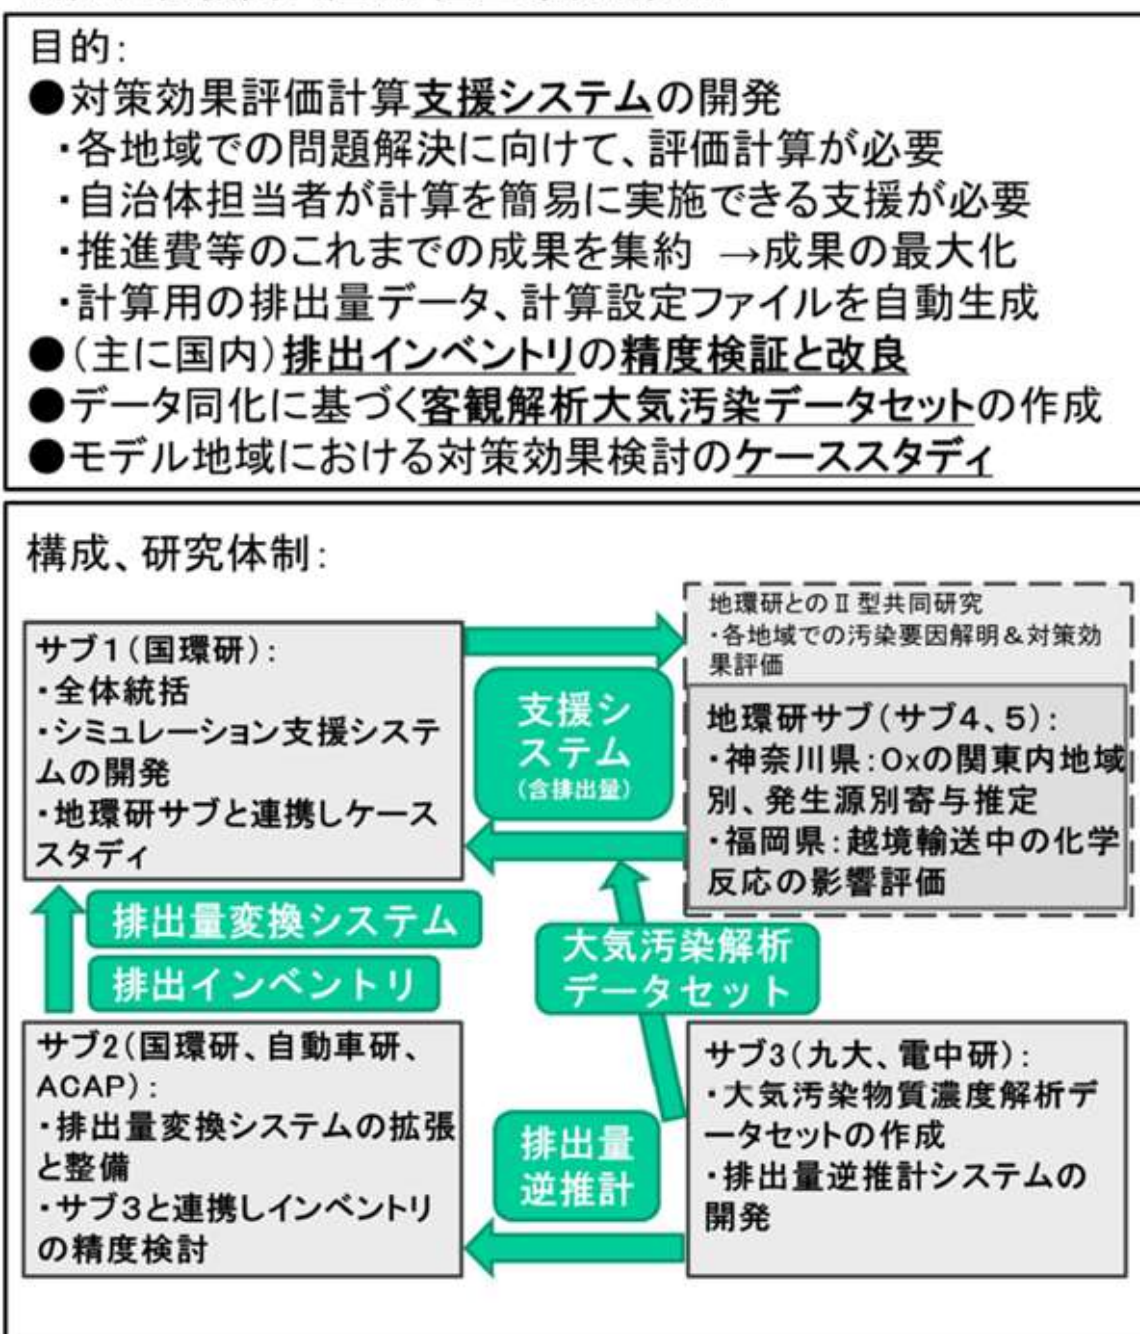 目的:
●対策効果評価計算支援システムの開発
・各地域での問題解決に向けて、評価計算が必要
・自治体担当者が計算を簡易に実施できる支援が必要
・推進費等のこれまでの成果を集約 →成果の最大化
・計算用の排出量データ、計算設定ファイルを自動生成
●(主に国内)排出インベントリの精度検証と改良
●データ同化に基づく客観解析大気汚染データセットの作成
●モデル地域における対策効果検討のケーススタディ
構成、研究体制:
サブ1(国環研):
・全体統括
・シミュレーション支援システ
ムの開発
・地環研サブと連携しケース
スタディ
支援シ
ステム
(含排出量)
地環研とのⅡ型共同研究
・各地域での汚染要因解明&対策効
果評価
地環研サブ(サブ4、5):
・神奈川県:Oxの関東内地域
別、発生源別寄与推定
・福岡県:越境輸送中の化学
反応の影響評価
排出量変換システム
排出インベントリ
大気汚染解析
データセット
サブ2(国環研、自動車研、
ACAP):
・排出量変換システムの拡張
と整備
・サブ3と連携しインベントリ
の精度検討
排出量
逆推計
サブ3(九大、電中研):
・大気汚染物質濃度解析デ
ータセットの作成
・排出量逆推計システムの
開発